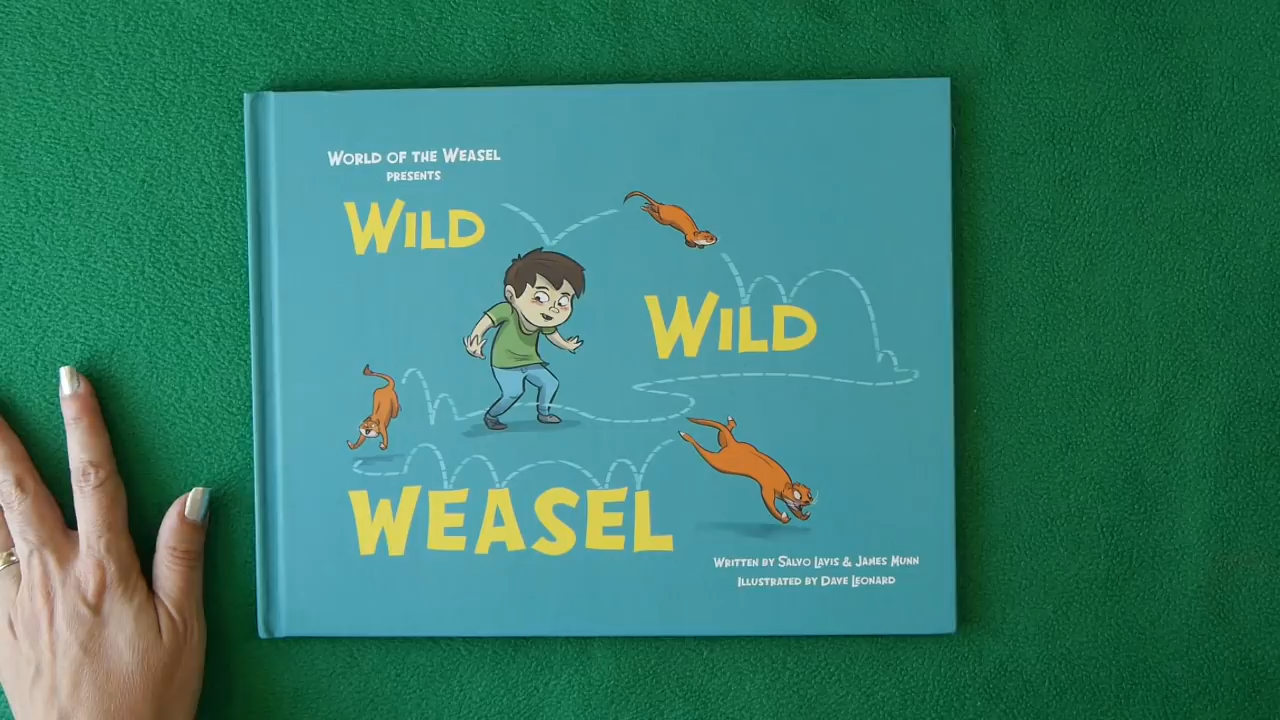 World of the Weasel
presents
Wild
Wild
Weasel
Written by Salvo Lavis & James Munn
Illustrated by Dave Leonard